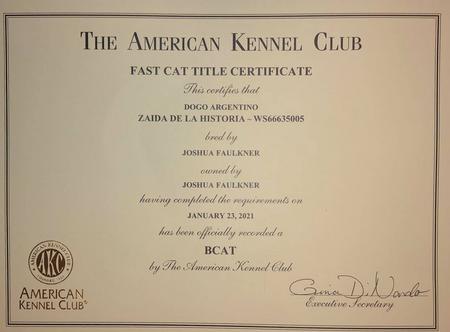 THE AMERICAN KENNEL CLUB
FAST CAT TITLE CERTIFICATE
This certifies that
DOGO ARGENTINO
ZAIDA DE LA HISTORIA ~ WS66635005
bred by
JOSHUA FAULKNER
owned by
JOSHUA FAULKNER
having completed the requirements on
JANUARY 23, 2021
has been officially recorded a
BCAT
by The American Kennel Club
AMERICAN KENNEL CLUB
AKC
AMERICAN
KENNEL CLUB®
Gina DiNardo
Executive Secretary